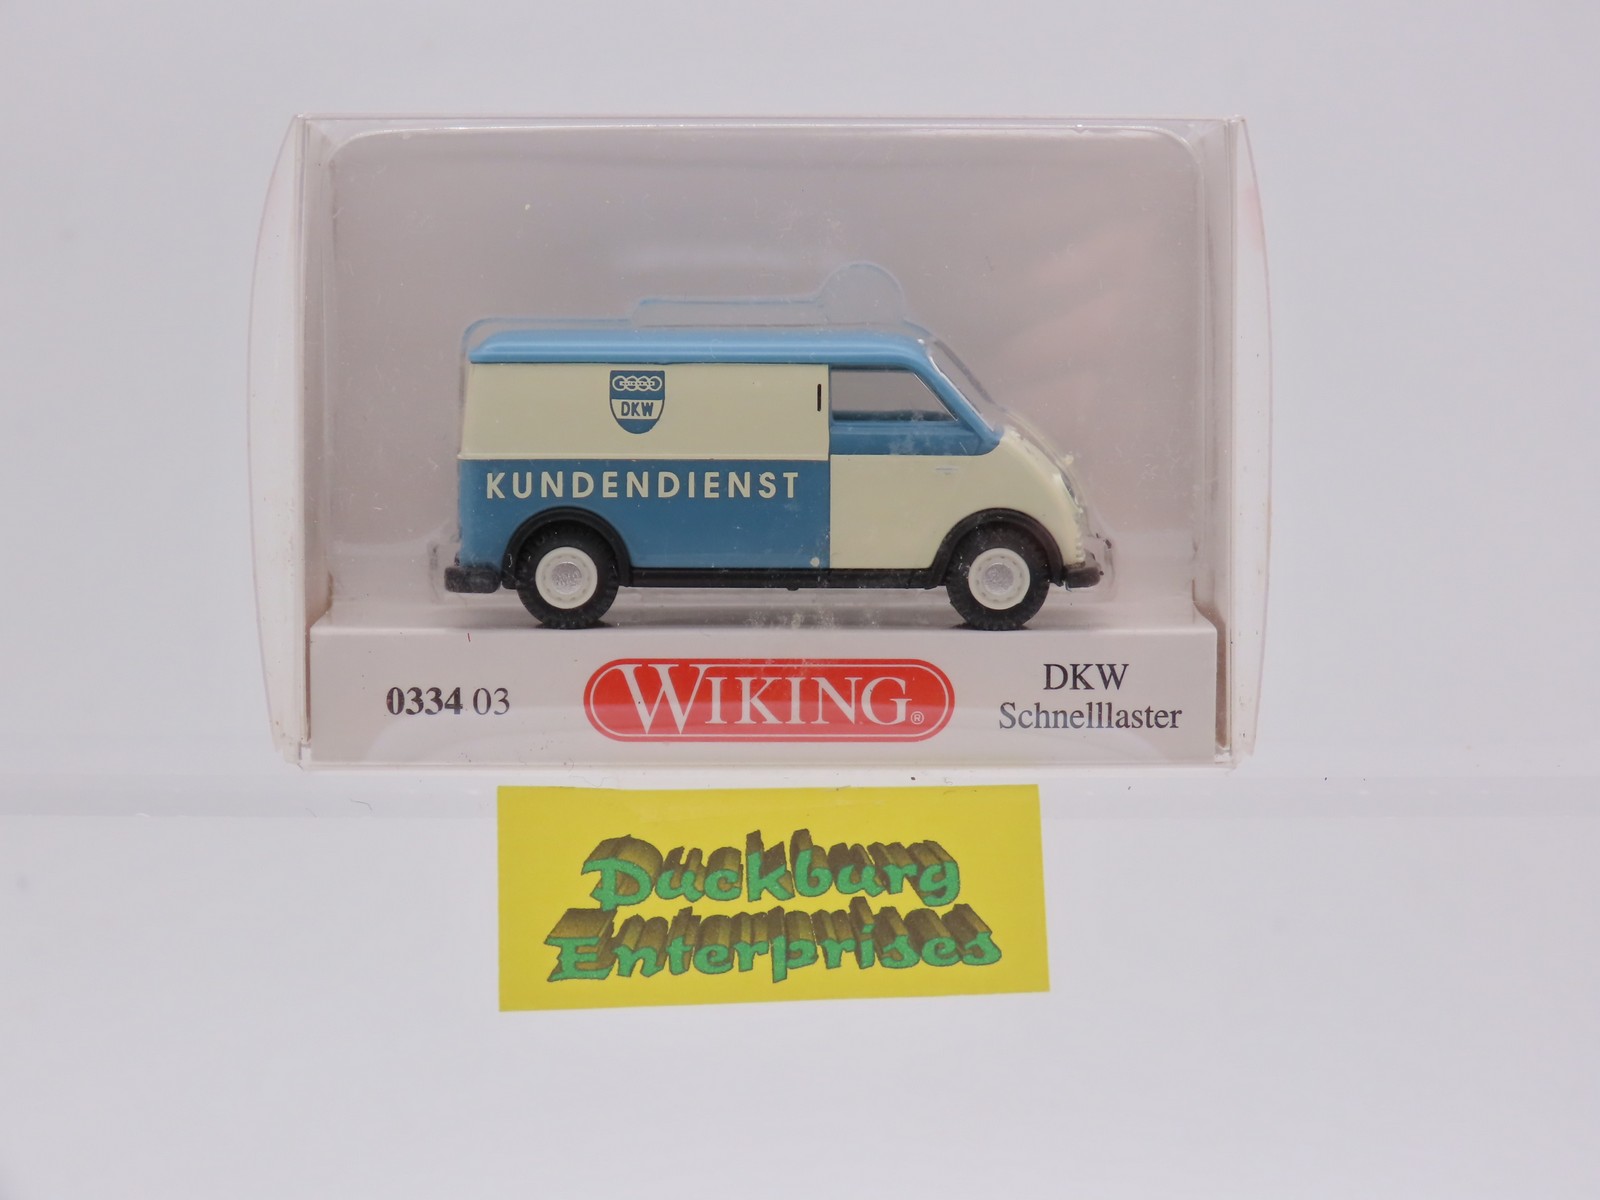 DKW
KUNDENDIENST
0334 03
WIKING®
DKW
Schnelllaster
Duckburg
Enterprises